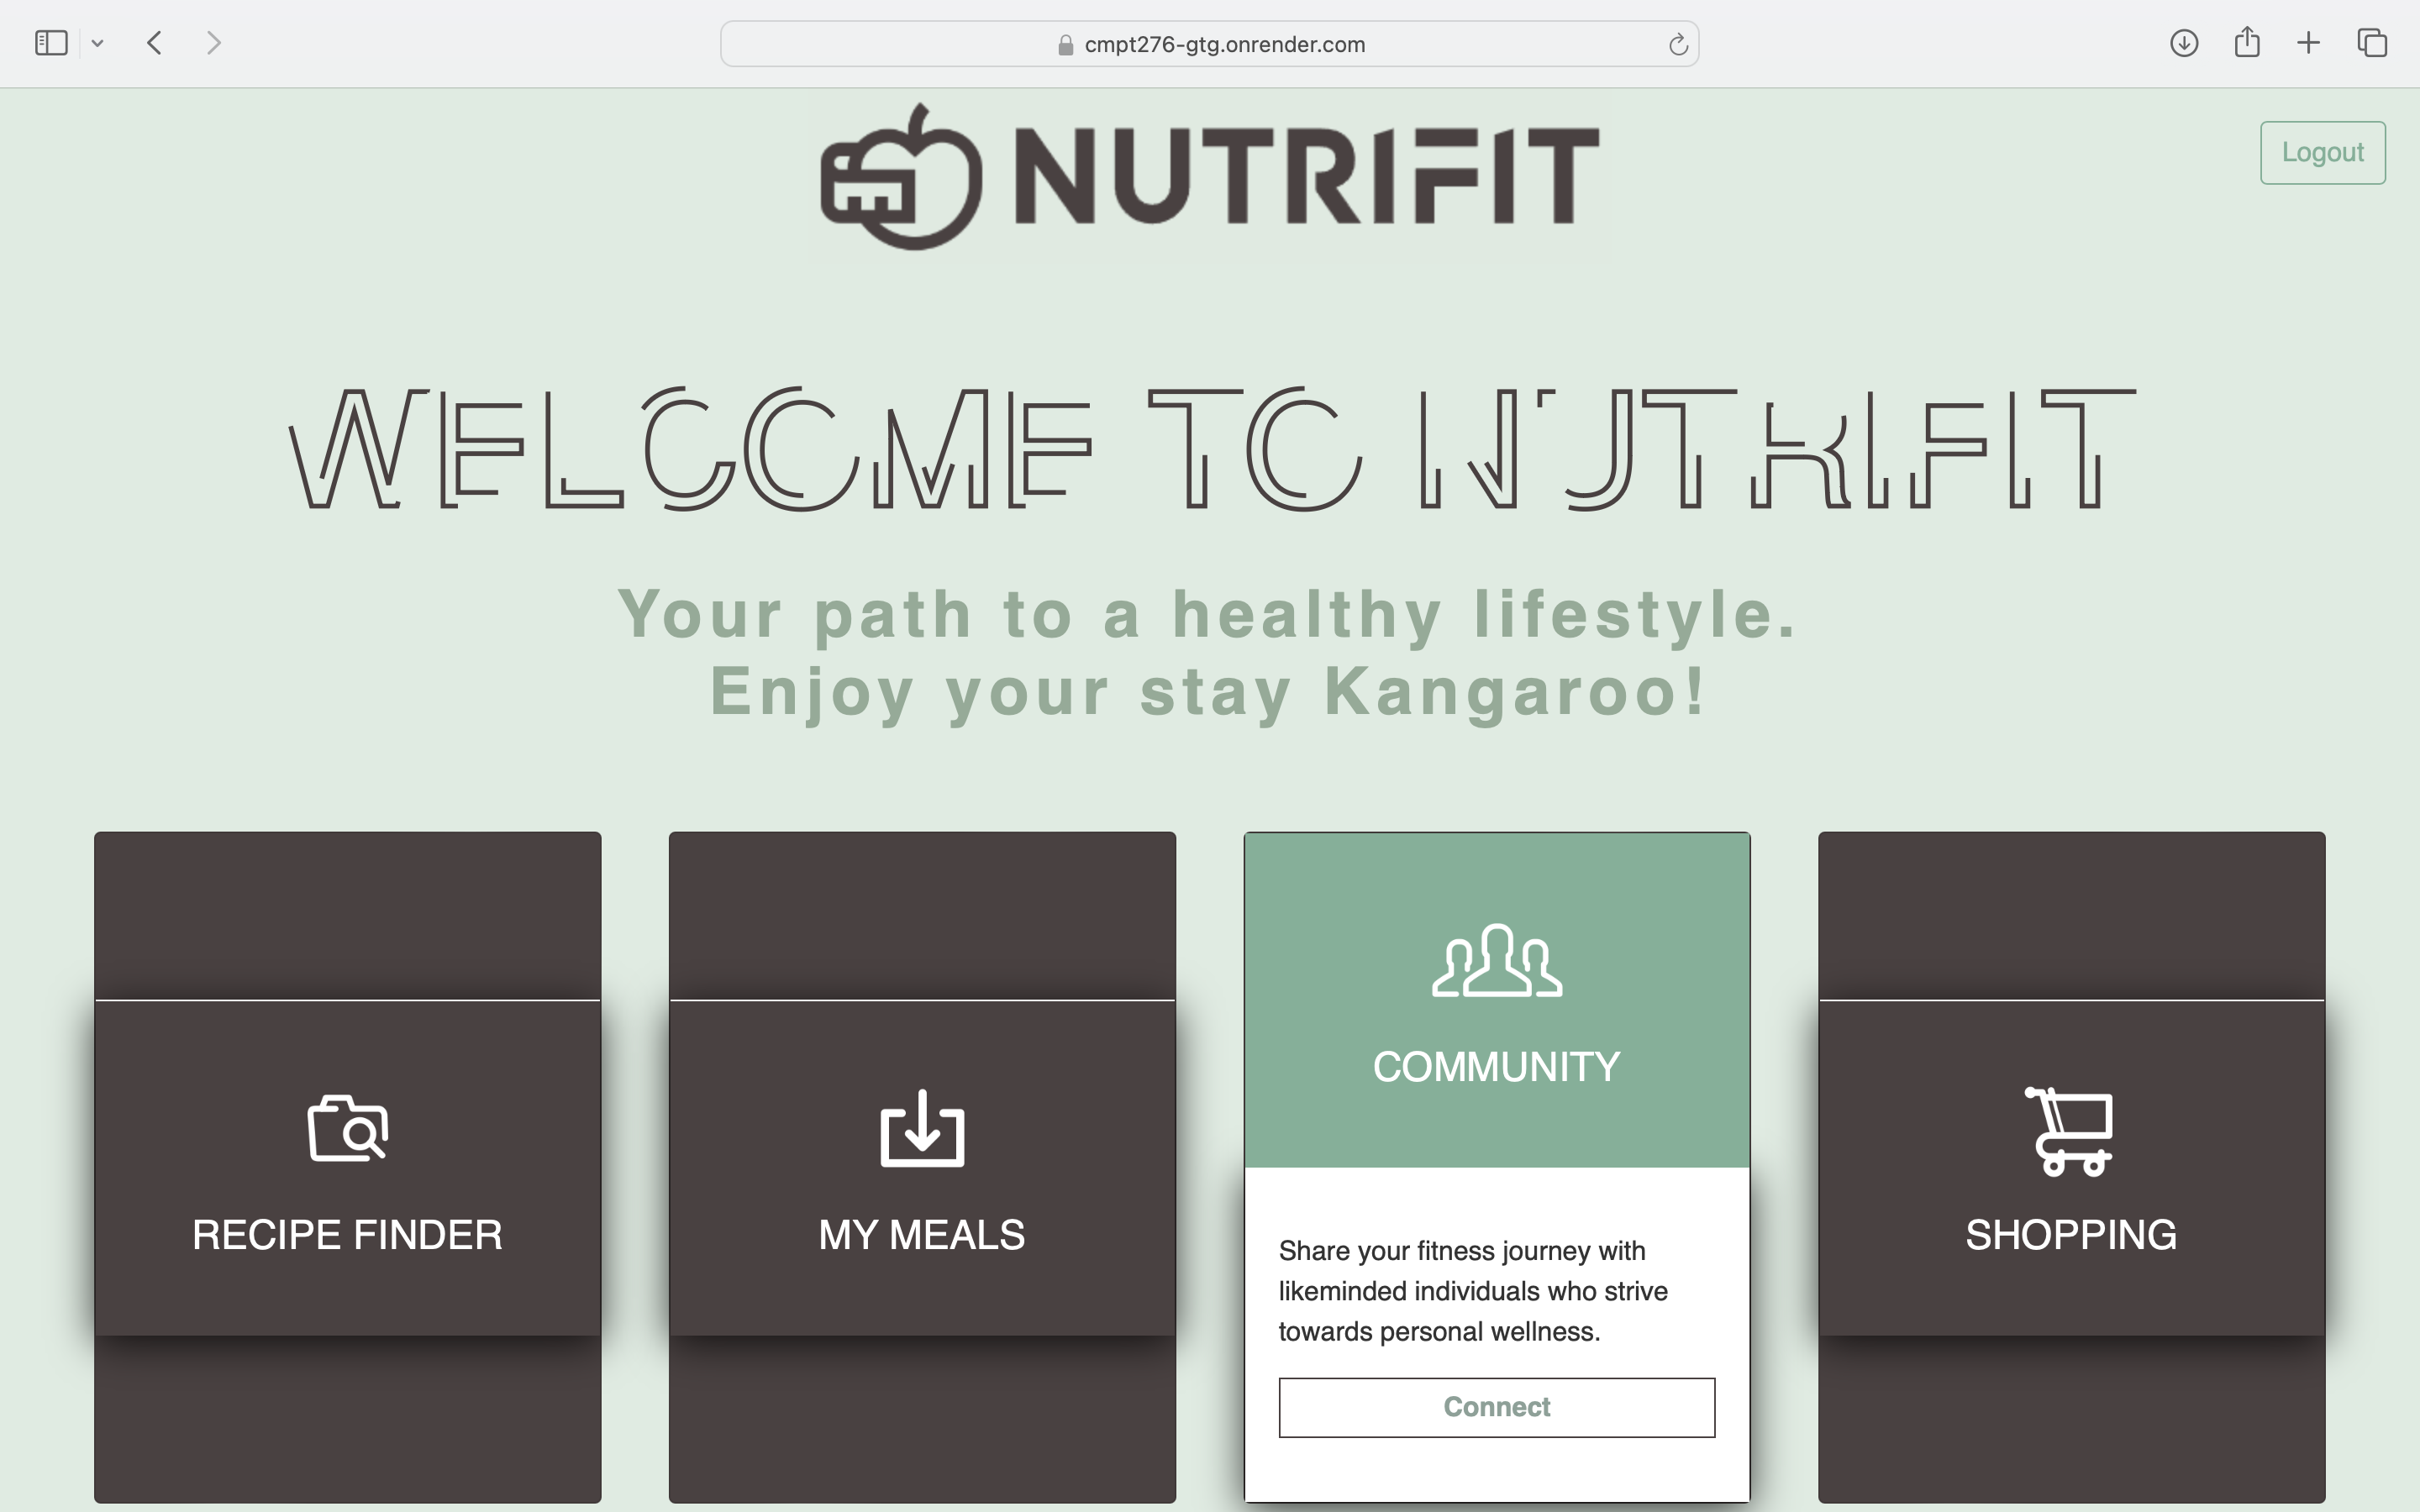 cmpt276-gtg.onrender.com
NUTRIFIT
Logout
WELCOME TO NUTRIFIT
Your path to a healthy lifestyle.
Enjoy your stay Kangaroo!
RECIPE FINDER
MY MEALS
COMMUNITY
Share your fitness journey with
likeminded individuals who strive
towards personal wellness.
Connect
SHOPPING